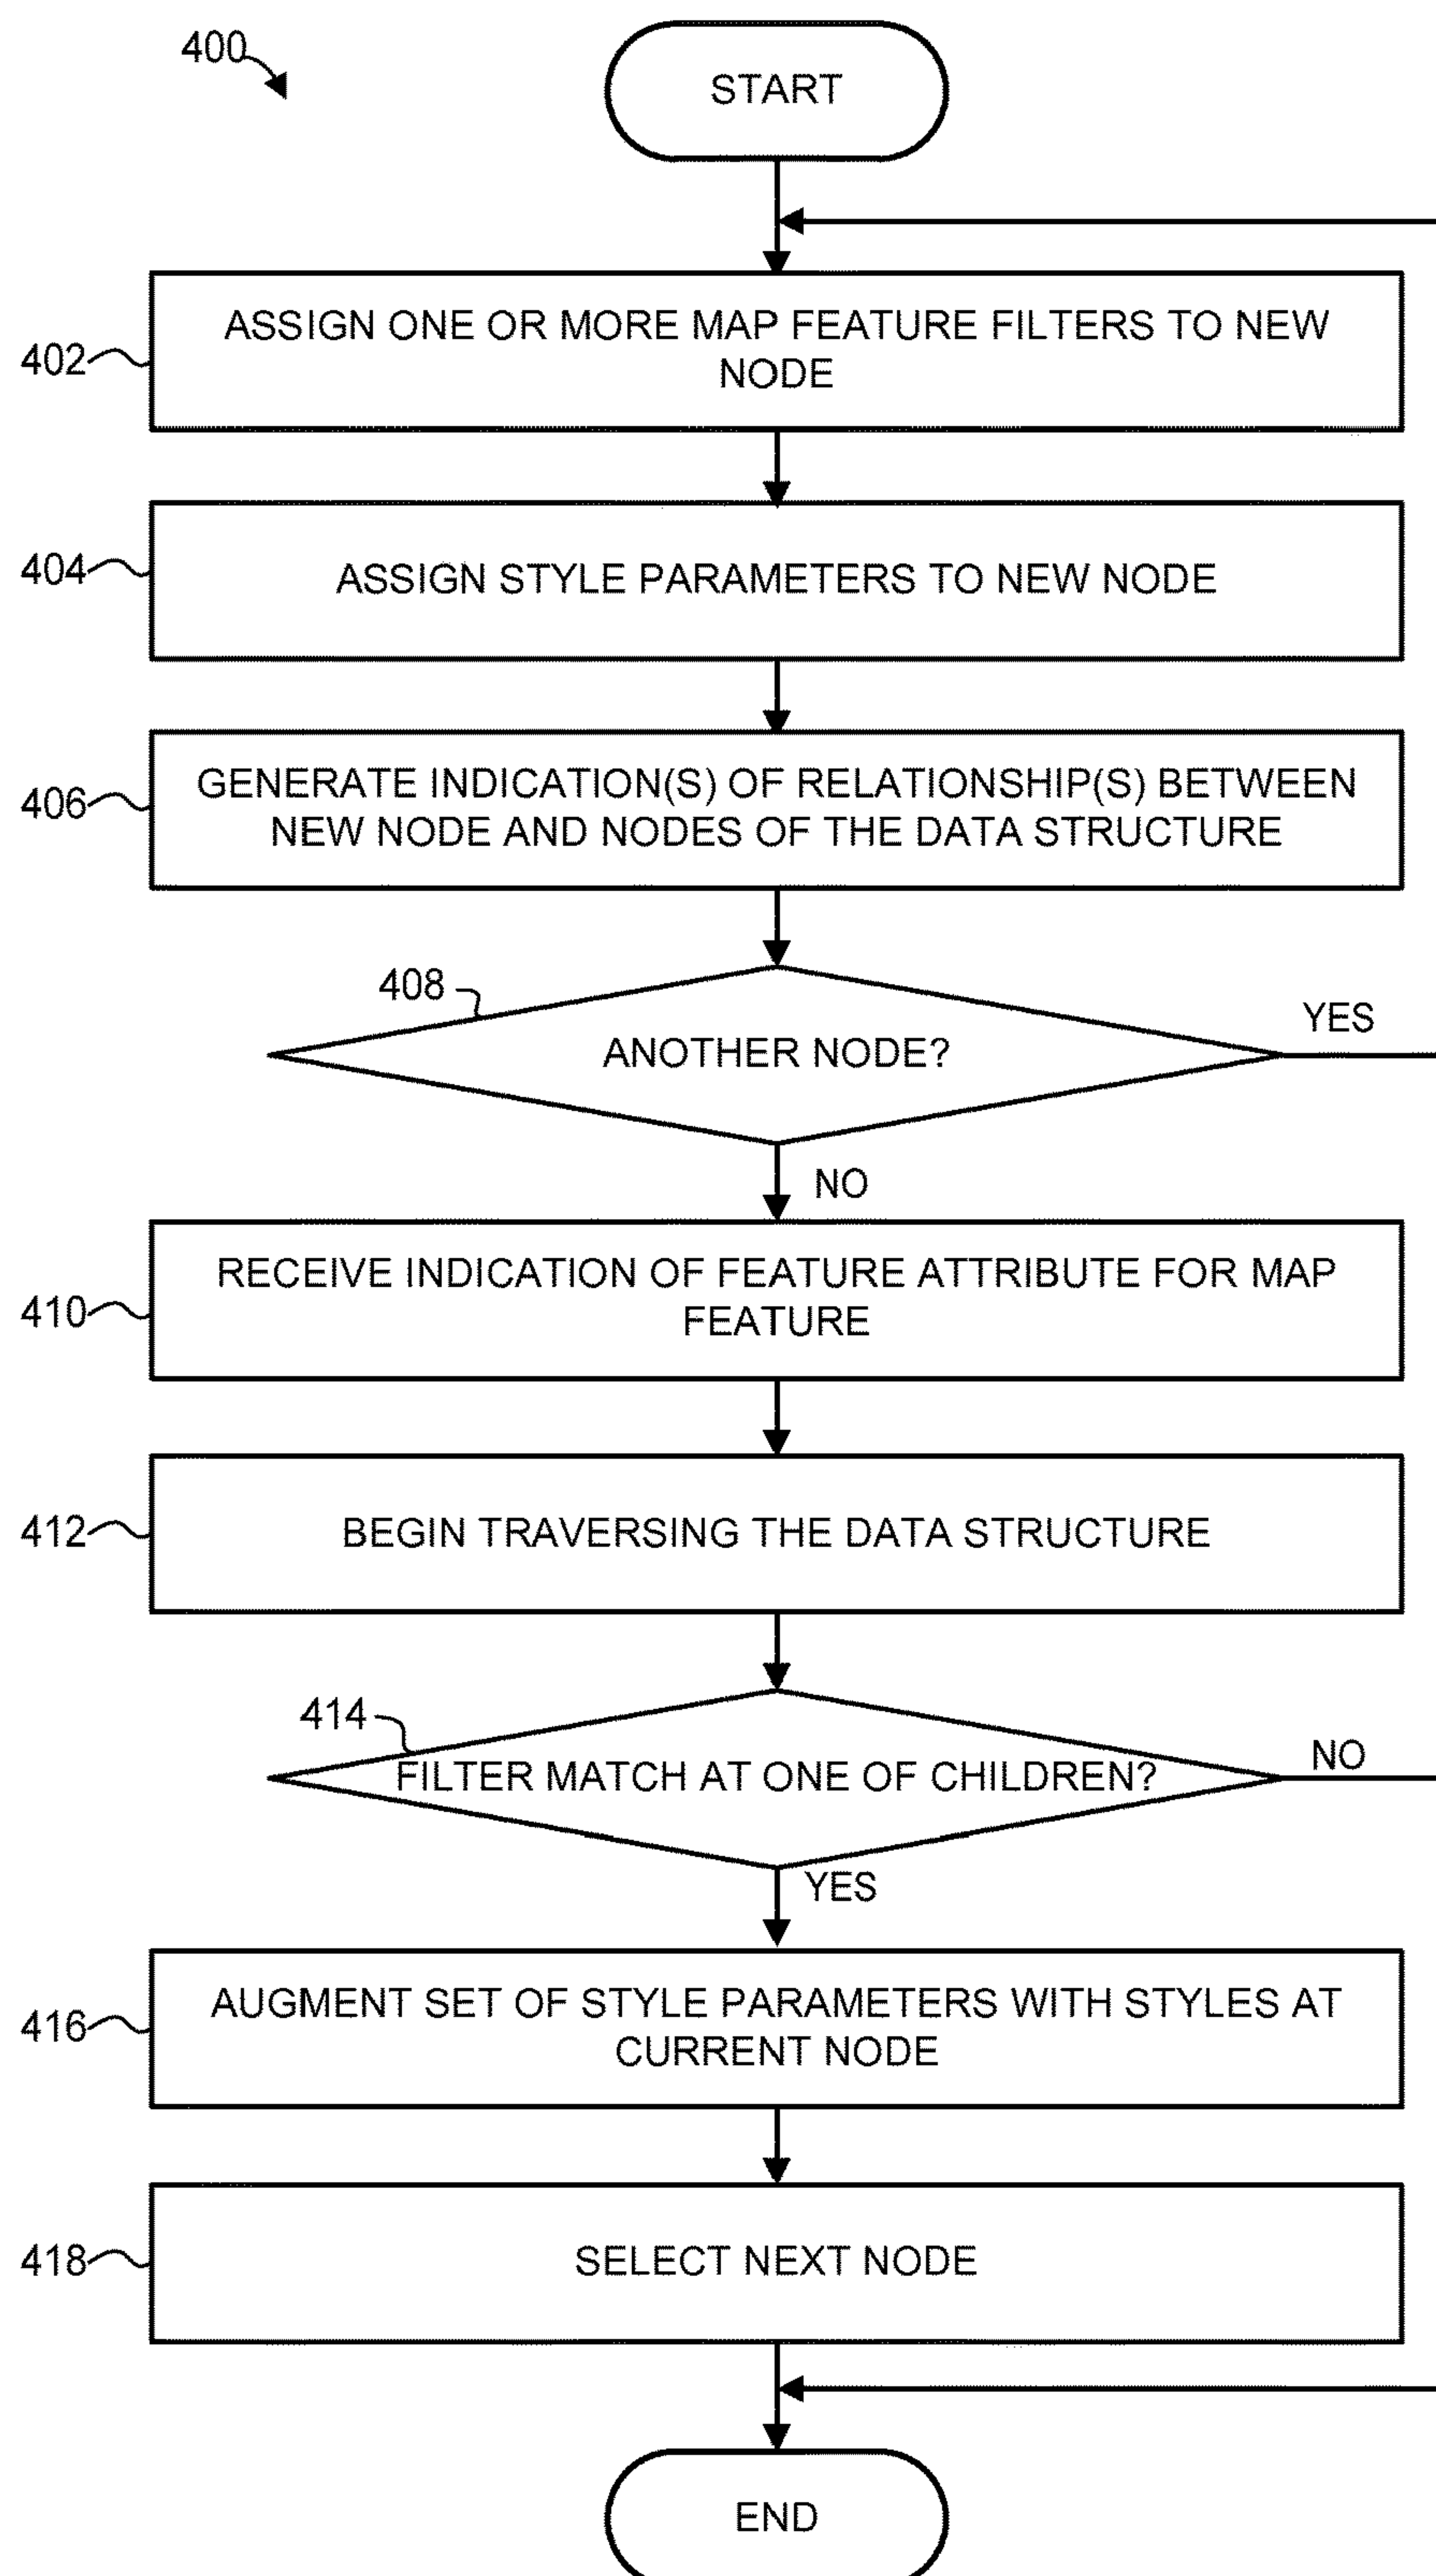 400
START
402
ASSIGN ONE OR MORE MAP FEATURE FILTERS TO NEW
NODE
404
ASSIGN STYLE PARAMETERS TO NEW NODE
406
GENERATE INDICATION(S) OF RELATIONSHIP(S) BETWEEN
NEW NODE AND NODES OF THE DATA STRUCTURE
408
ANOTHER NODE?
YES
NO
410
RECEIVE INDICATION OF FEATURE ATTRIBUTE FOR MAP
FEATURE
412
BEGIN TRAVERSING THE DATA STRUCTURE
414
FILTER MATCH AT ONE OF CHILDREN?
NO
YES
416
AUGMENT SET OF STYLE PARAMETERS WITH STYLES AT
CURRENT NODE
418
SELECT NEXT NODE
END